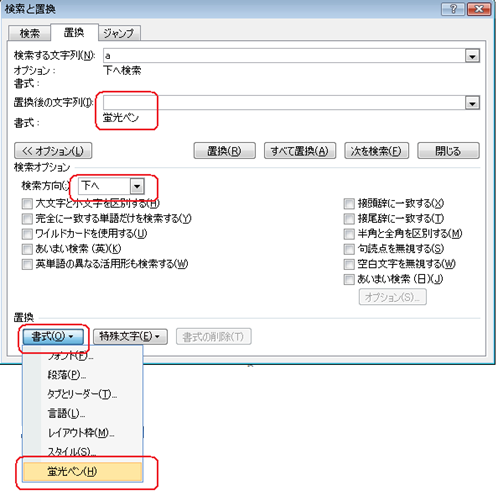 検索と置換
検索 置換 ジャンプ
検索する文字列(N): a
オプション: 下へ検索
書式:
置換後の文字列(I):
書式: 蛍光ペン
<< オプション(L) 置換(R) すべて置換(A) 次を検索(F) 閉じる
検索オプション
検索方向(:) 下へ
大文字と小文字を区別する(H) 接頭辞に一致する(X)
完全に一致する単語だけを検索する(Y) 接尾辞に一致する(T)
ワイルドカードを使用する(U) 半角と全角を区別する(M)
あいまい検索 (英)(K) 句読点を無視する(S)
英単語の異なる活用形も検索する(W) 空白文字を無視する(W)
あいまい検索 (日)(J)
オプション(S)...
置換
書式(O) 特殊文字(E) 書式の削除(T)
フォント(F)...
段落(P)...
タブとリーダー(T)...
言語(L)...
レイアウト枠(M)...
スタイル(S)...
蛍光ペン(H)